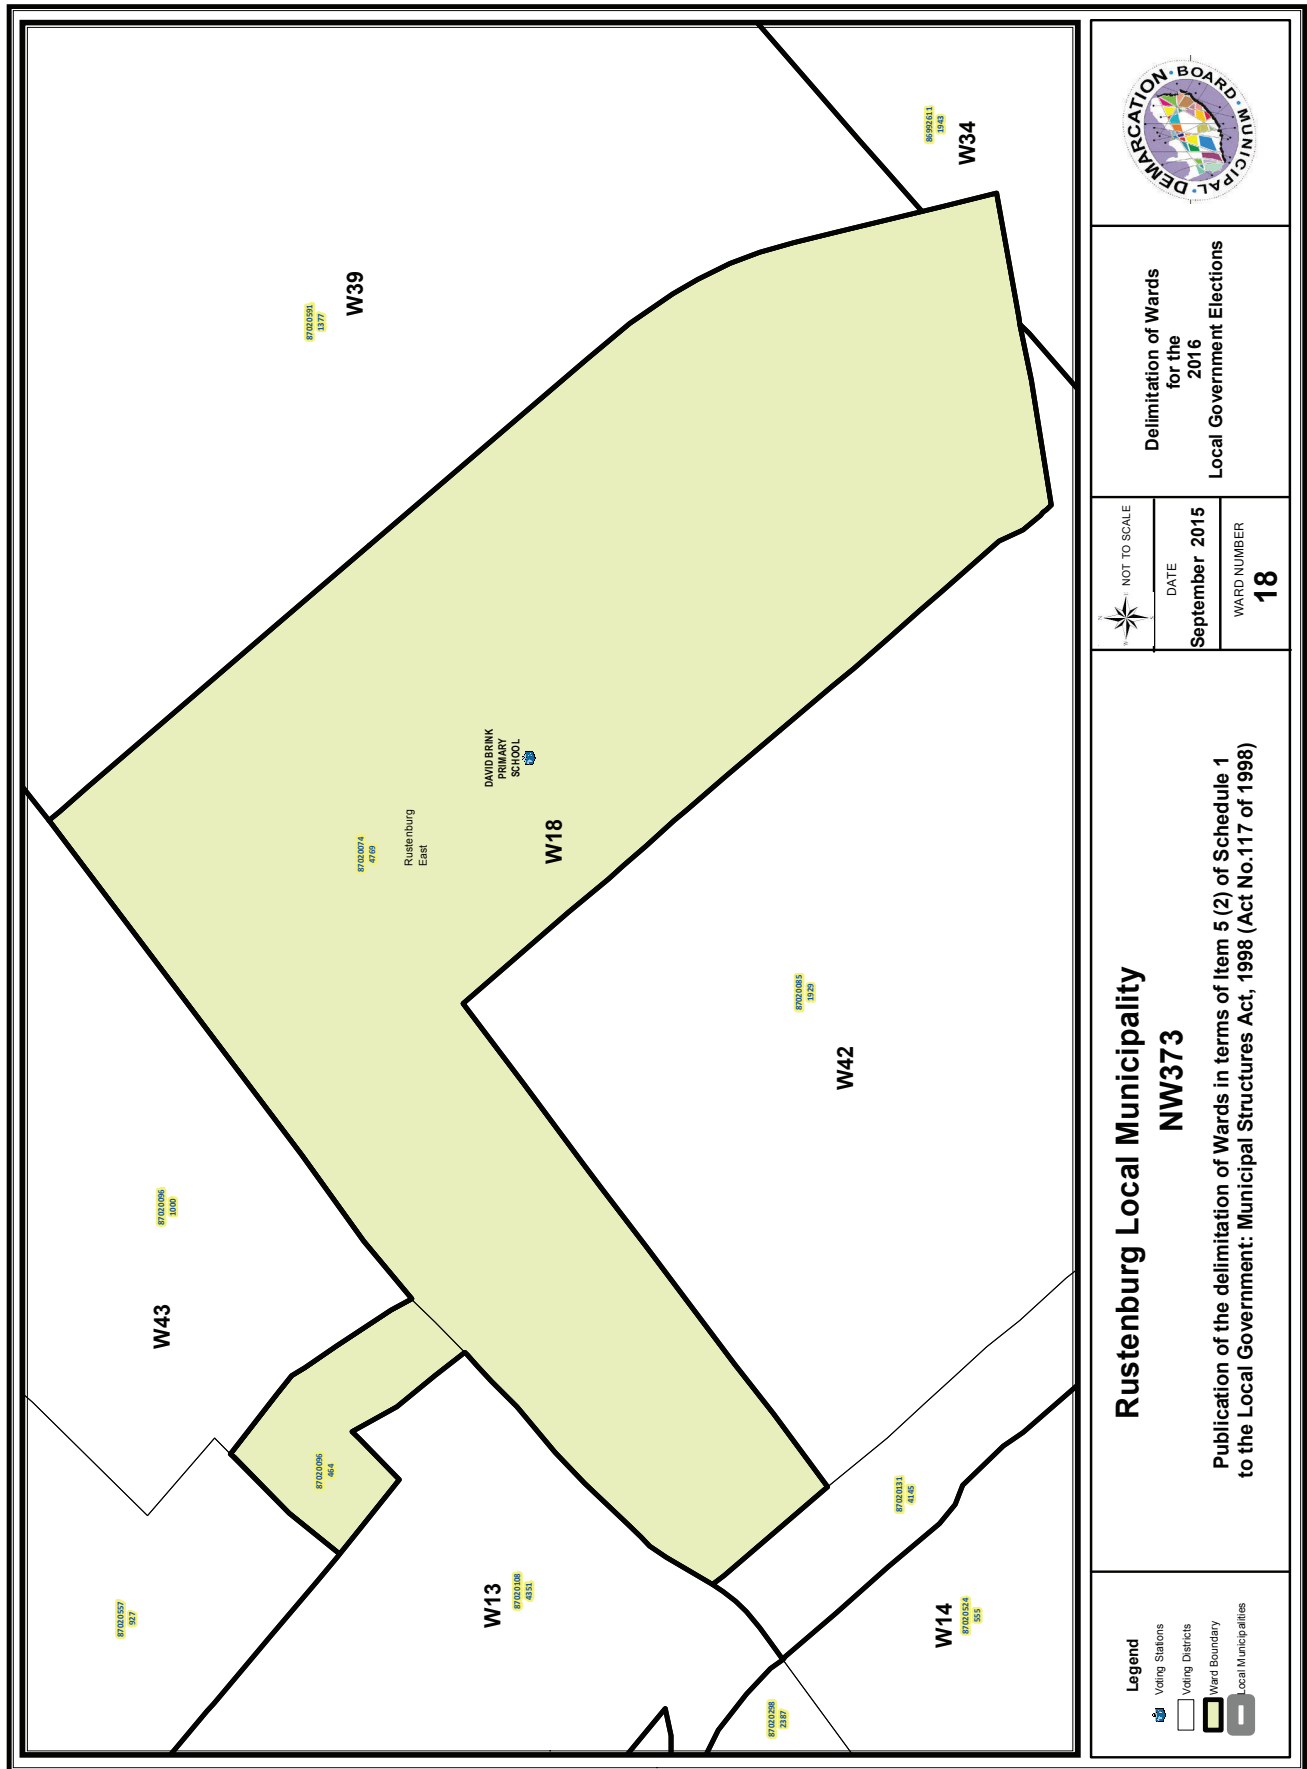 W39
87020591
1377
86992611
1943
W34
87020074
4769
Rustenburg
East
DAVID BRINK
PRIMARY
SCHOOL
W18
87020085
1929
W42
87020096
1000
W43
87020096
464
87020557
927
W13
87020108
4351
87020131
4145
W14
87020524
555
87020298
2387
Legend
Voting Stations
Voting Districts
Ward Boundary
Local Municipalities
Rustenburg Local Municipality
NW373
Publication of the delimitation of Wards in terms of Item 5 (2) of Schedule 1
to the Local Government: Municipal Structures Act, 1998 (Act No.117 of 1998)
NOT TO SCALE
DATE
September 2015
WARD NUMBER
18
Delimitation of Wards
for the
2016
Local Government Elections
MUNICIPAL • DEMARCATION • BOARD •